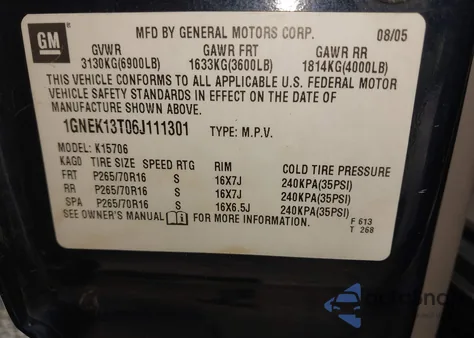 GM
MFD BY GENERAL MOTORS CORP. 08/05
GVWR GAWR FRT GAWR RR
3130KG(6900LB) 1633KG(3600LB) 1814KG(4000LB)
THIS VEHICLE CONFORMS TO ALL APPLICABLE U.S. FEDERAL MOTOR
VEHICLE SAFETY STANDARDS IN EFFECT ON THE DATE OF
MANUFACTURE SHOWN ABOVE.
1GNEK13T06J111301 TYPE: M.P.V.
MODEL: K15706
KAGO TIRE SIZE SPEED RTG RIM COLD TIRE PRESSURE
FRT P265/70R16 S 16X7J 240KPA(35PSI)
RR P265/70R16 S 16X7J 240KPA(35PSI)
SPA P265/70R16 S 16X6.5J 240KPA(35PSI)
SEE OWNER'S MANUAL FOR MORE INFORMATION.
F 613
T 268